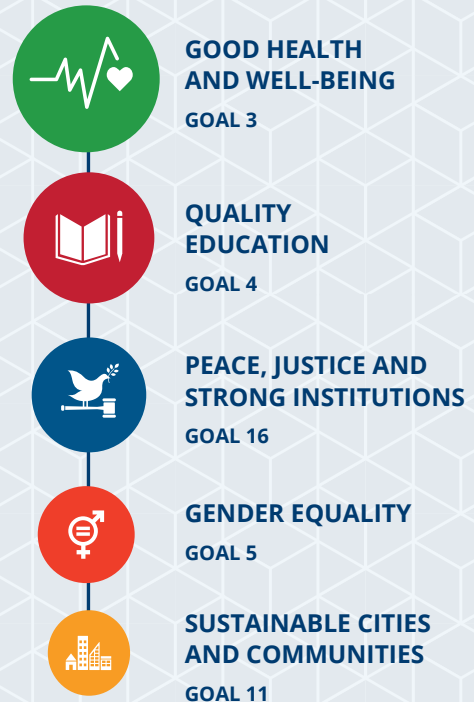 GOOD HEALTH
AND WELL-BEING
GOAL 3
QUALITY
EDUCATION
GOAL 4
PEACE, JUSTICE AND
STRONG INSTITUTIONS
GOAL 16
GENDER EQUALITY
GOAL 5
SUSTAINABLE CITIES
AND COMMUNITIES
GOAL 11